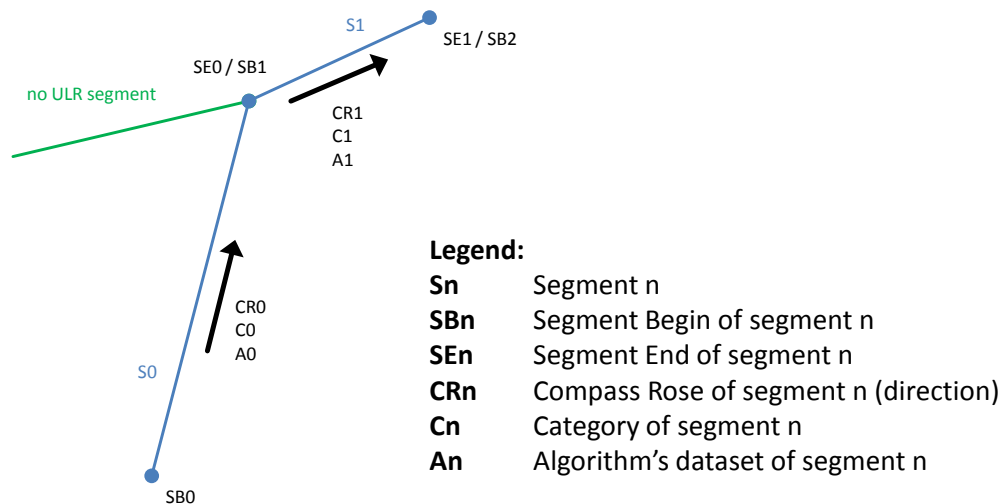 S1
SE1 / SB2
SE0 / SB1
no ULR segment
CR1
C1
A1
CR0
C0
A0
S0
SB0
Legend:
Sn Segment n
SBn Segment Begin of segment n
SEn Segment End of segment n
CRn Compass Rose of segment n (direction)
Cn Category of segment n
An Algorithm's dataset of segment n